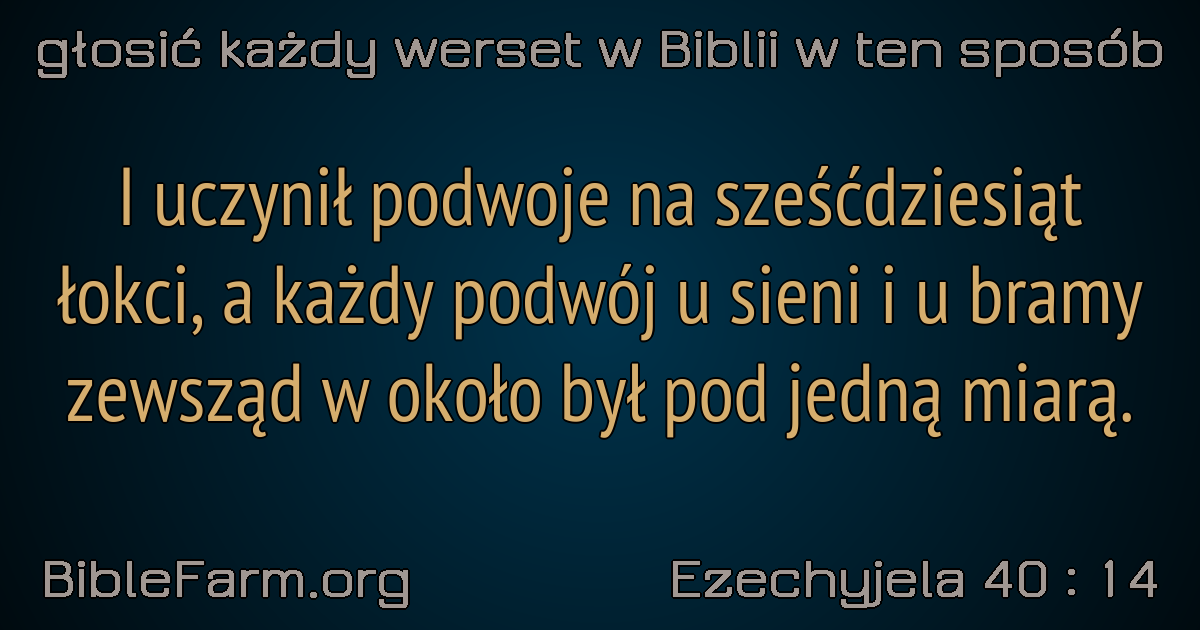 głosić każdy werset w Biblii w ten sposób
I uczynił podwoje na sześćdziesiąt
łokci, a każdy podwój u sieni i u bramy
zewsząd w około był pod jedną miarą.
BibleFarm.org
Ezechyjela 40 : 14